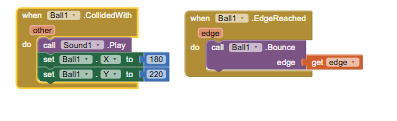 when Ball1 .CollidedWith
other
do call Sound1 .Play
set Ball1 . X to 180
set Ball1 . Y to 220
when Ball1 .EdgeReached
edge
do call Ball1 .Bounce
edge get edge